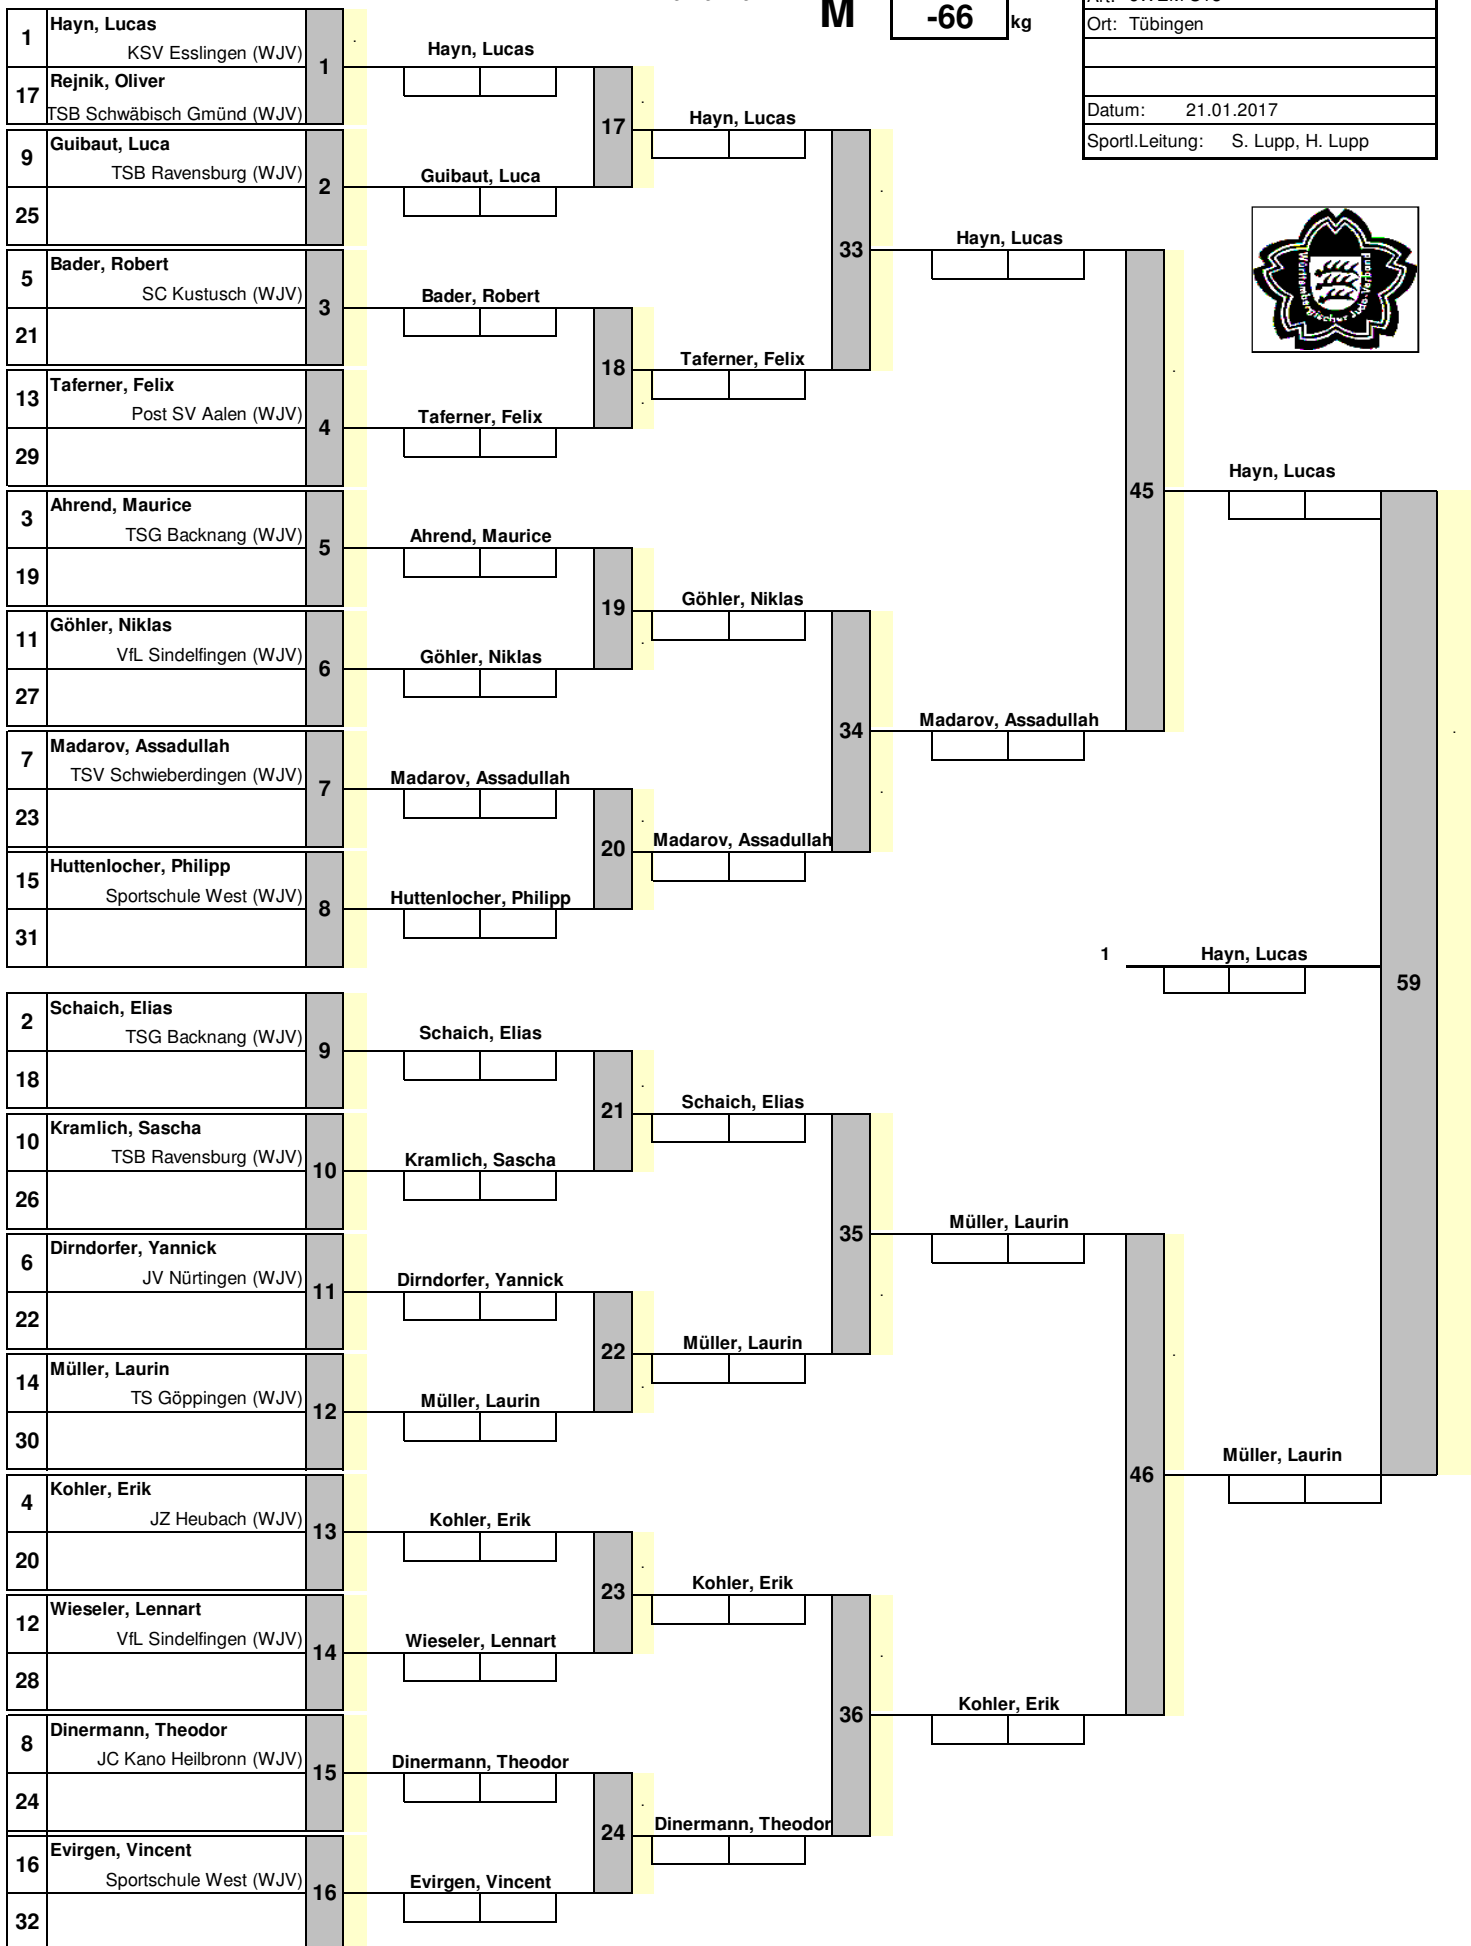 M
-66
kg
Ort: Tübingen
Datum: 21.01.2017
Sportl.Leitung: S. Lupp, H. Lupp
Württembergischer Judo-Verband
1
Hayn, Lucas
KSV Esslingen (WJV)
17
Rejnik, Oliver
TSB Schwäbisch Gmünd (WJV)
1
9
Guibaut, Luca
TSB Ravensburg (WJV)
25
2
5
Bader, Robert
SC Kustusch (WJV)
21
3
13
Taferner, Felix
Post SV Aalen (WJV)
29
4
3
Ahrend, Maurice
TSG Backnang (WJV)
19
5
11
Göhler, Niklas
VfL Sindelfingen (WJV)
27
6
7
Madarov, Assadullah
TSV Schwieberdingen (WJV)
23
7
15
Huttenlocher, Philipp
Sportschule West (WJV)
31
8
2
Schaich, Elias
TSG Backnang (WJV)
18
9
10
Kramlich, Sascha
TSB Ravensburg (WJV)
26
10
6
Dirndorfer, Yannick
JV Nürtingen (WJV)
22
11
14
Müller, Laurin
TS Göppingen (WJV)
30
12
4
Kohler, Erik
JZ Heubach (WJV)
20
13
12
Wieseler, Lennart
VfL Sindelfingen (WJV)
28
14
8
Dinermann, Theodor
JC Kano Heilbronn (WJV)
24
15
16
Evirgen, Vincent
Sportschule West (WJV)
32
16
Hayn, Lucas
17
Guibaut, Luca
Bader, Robert
18
Taferner, Felix
Ahrend, Maurice
19
Göhler, Niklas
Madarov, Assadullah
20
Huttenlocher, Philipp
Schaich, Elias
21
Kramlich, Sascha
Dirndorfer, Yannick
22
Müller, Laurin
Kohler, Erik
23
Wieseler, Lennart
Dinermann, Theodor
24
Evirgen, Vincent
Hayn, Lucas
33
Taferner, Felix
Göhler, Niklas
34
Madarov, Assadullah
Schaich, Elias
35
Müller, Laurin
Kohler, Erik
36
Dinermann, Theodor
Hayn, Lucas
45
Madarov, Assadullah
Müller, Laurin
46
Kohler, Erik
Hayn, Lucas
1 Hayn, Lucas
59
Müller, Laurin